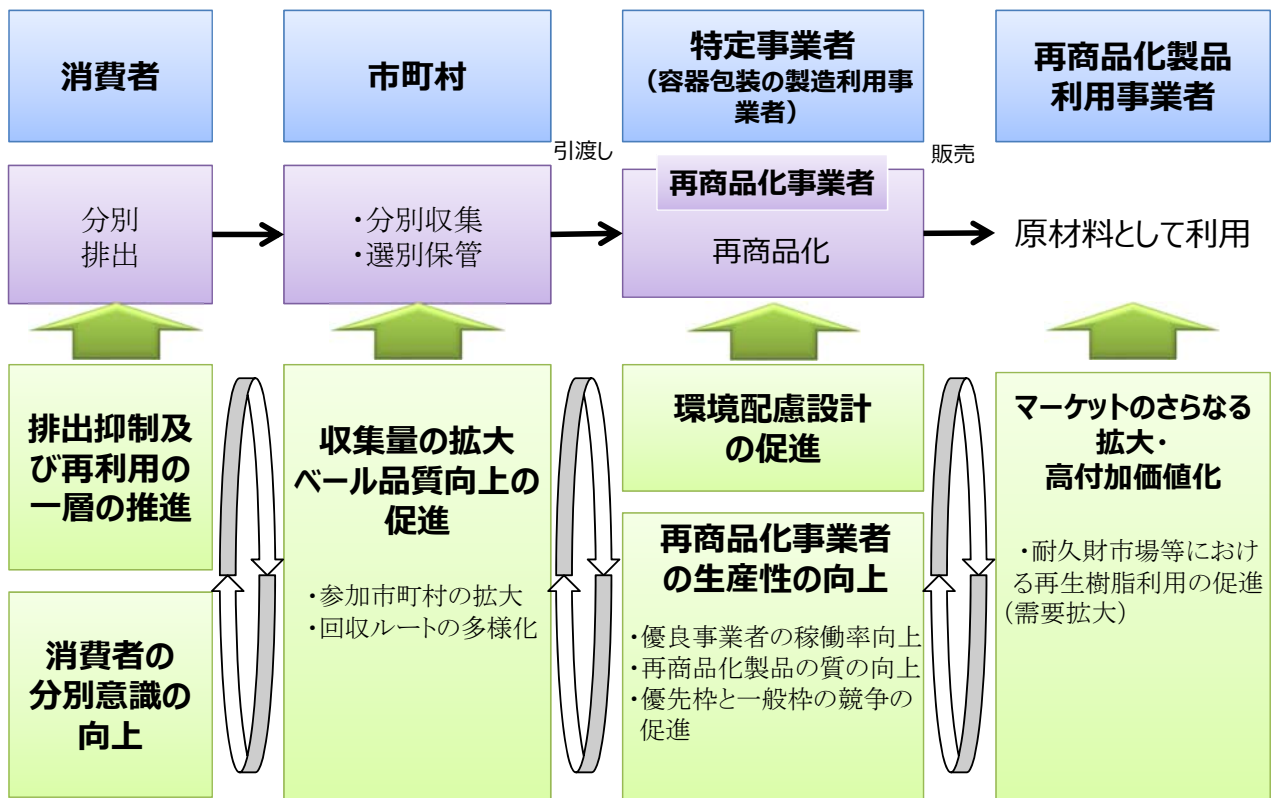 消費者
市町村
特定事業者
（容器包装の製造利用事
業者）
再商品化製品
利用事業者
引渡し
販売
分別
排出
・分別収集
・選別保管
再商品化事業者
再商品化
原材料として利用
排出抑制及
び再利用の
一層の推進
消費者の
分別意識の
向上
収集量の拡大
ベール品質向上の
促進
・参加市町村の拡大
・回収ルートの多様化
環境配慮設計
の促進
再商品化事業者
の生産性の向上
・優良事業者の稼働率向上
・再商品化製品の質の向上
・優先枠と一般枠の競争の
促進
マーケットのさらなる
拡大・
高付加価値化
・耐久財市場等におけ
る再生樹脂利用の促進
（需要拡大）